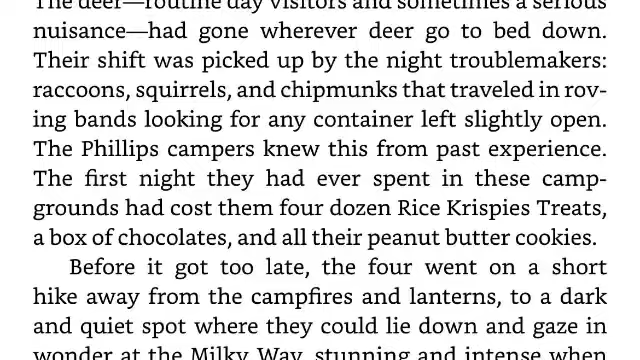 The deer—routine day visitors and sometimes a serious
nuisance—had gone wherever deer go to bed down.
Their shift was picked up by the night troublemakers:
raccoons, squirrels, and chipmunks that traveled in rov-
ing bands looking for any container left slightly open.
The Phillips campers knew this from past experience.
The first night they had ever spent in these camp-
grounds had cost them four dozen Rice Krispies Treats,
a box of chocolates, and all their peanut butter cookies.
Before it got too late, the four went on a short
hike away from the campfires and lanterns, to a dark
and quiet spot where they could lie down and gaze in
wonder at the Milky Way, stunning and intense when